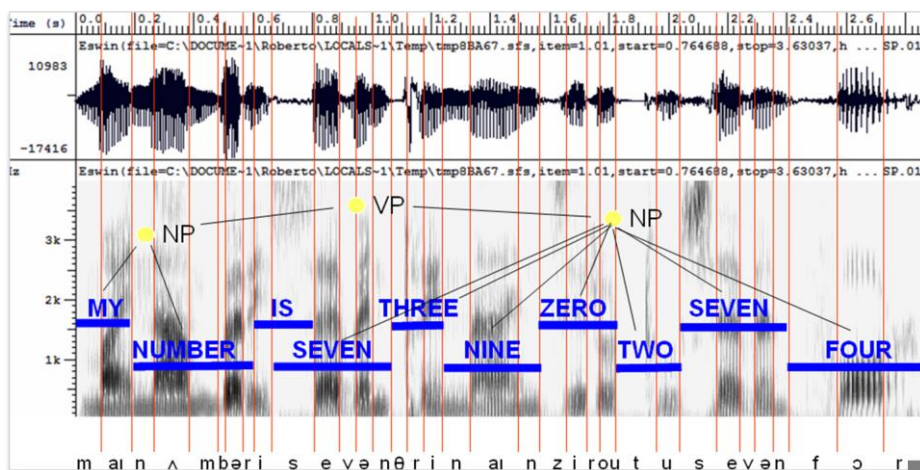 Time (s) 0.0 0.2 0.4 0.6 0.8 1.0 1.2 1.4 1.6 1.8 2.0 2.2 2.4 2.6
Eswin(file=C:\DOCUME~1\Roberto\LOCALS~1\Temp\tmp8BA67.sfs,item=1.01,start=0.764688,stop=3.63037,h ... SP.01
10983
-17416
Hz Eswin(file=C:\DOCUME~1\Roberto\LOCALS~1\Temp\tmp8BA67.sfs,item=1.01,start=0.764688,stop=3.63037,h ... SP.01
VP
NP NP
3k
2k
MY IS THREE ZERO SEVEN
NUMBER SEVEN NINE TWO FOUR
1k
m aɪ n ʌ m b ə r i s e v ə n θ r i n aɪ n z i r o u t u s e v ə n f ɔ r